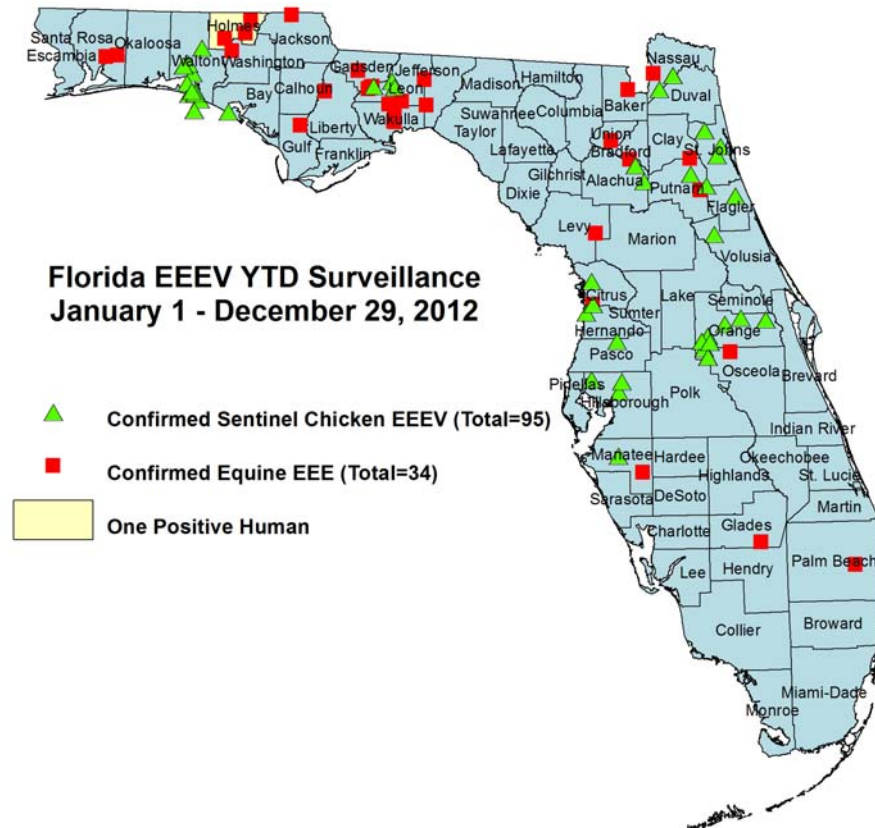 Holmes
Santa Rosa
Okaloosa
Jackson
Escambia
Walton
Washington
Gadsden
Jefferson
Leon
Madison
Hamilton
Nassau
Bay
Calhoun
Baker
Duval
Columbia
Liberty
Wakulla
Suwannee
Taylor
Union
Clay
Gulf
Franklin
Bradford
St. Johns
Lafayette
Gilchrist
Alachua
Putnam
Dixie
Flagler
Levy
Marion
Volusia
Florida EEEV YTD Surveillance
January 1 - December 29, 2012
Citrus
Lake
Seminole
Sumter
Hernando
Orange
Pasco
Osceola
Brevard
Pinellas
Polk
Hillsborough
Confirmed Sentinel Chicken EEEV (Total=95)
Indian River
Manatee
Hardee
Okeechobee
Confirmed Equine EEE (Total=34)
Highlands
St. Lucie
Sarasota
DeSoto
Martin
One Positive Human
Charlotte
Glades
Lee
Hendry
Palm Beach
Collier
Broward
Miami-Dade
Monroe